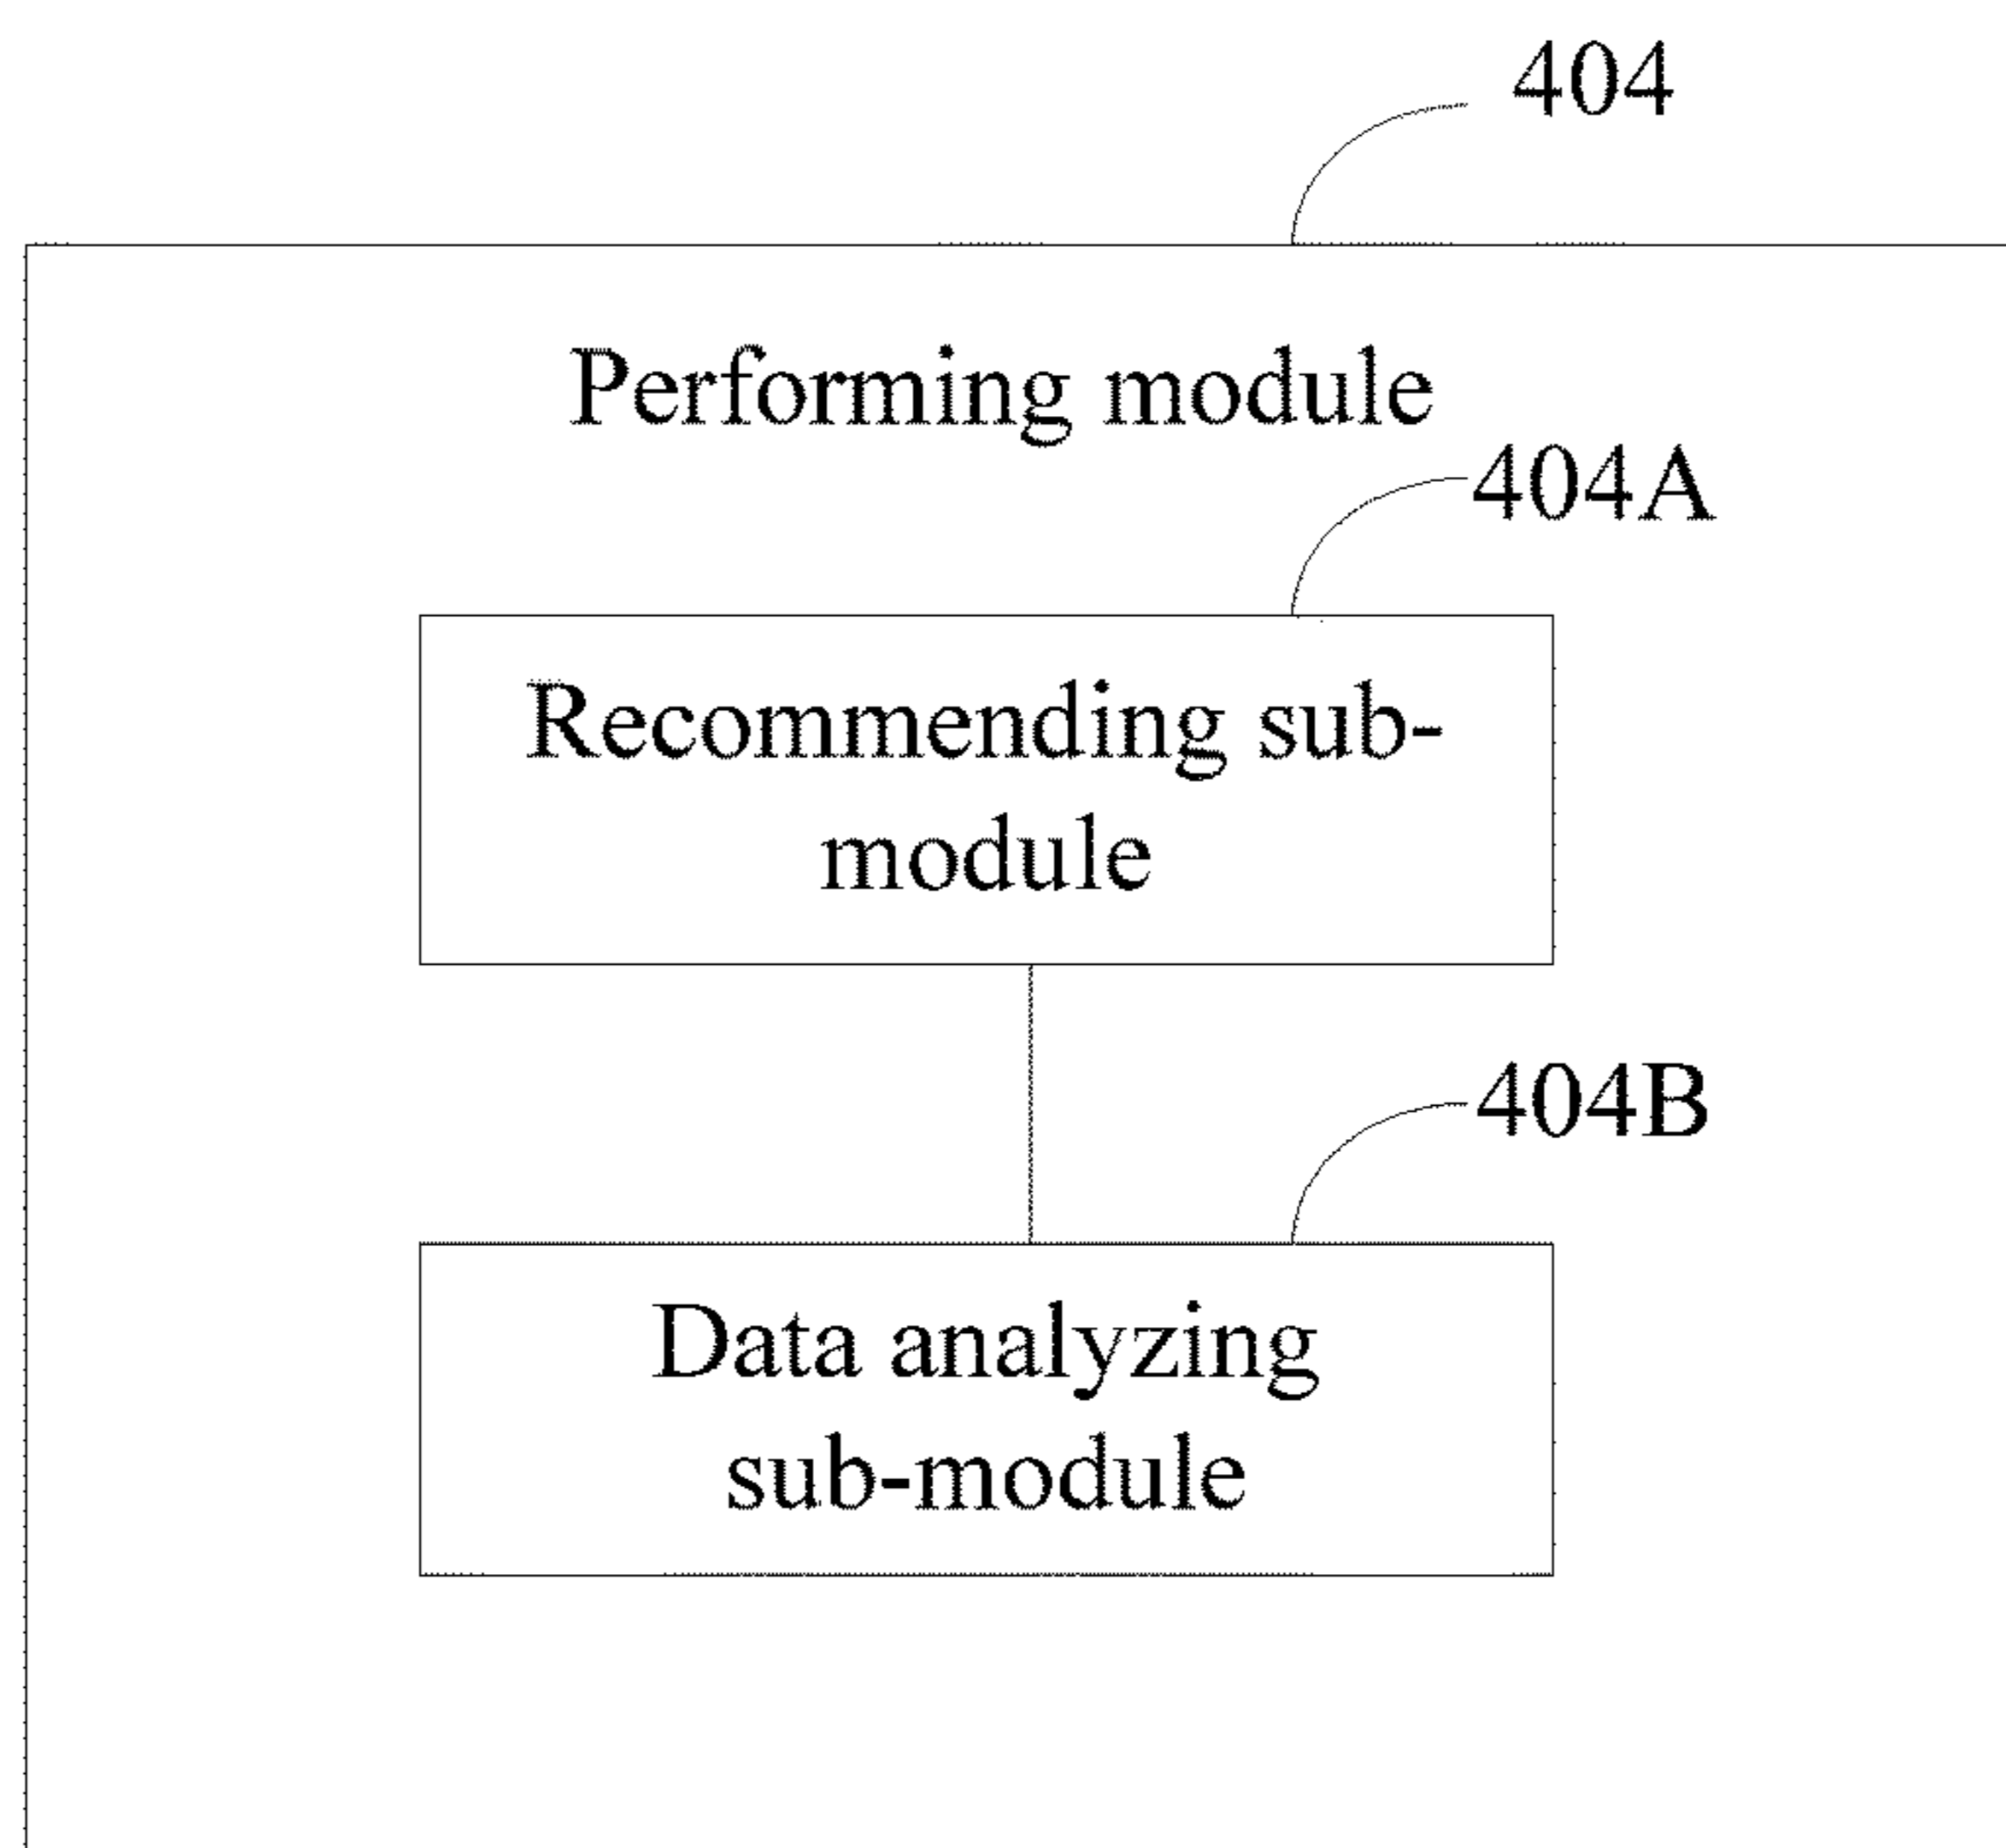 404
Performing module
404A
Recommending sub-
module
404B
Data analyzing
sub-module